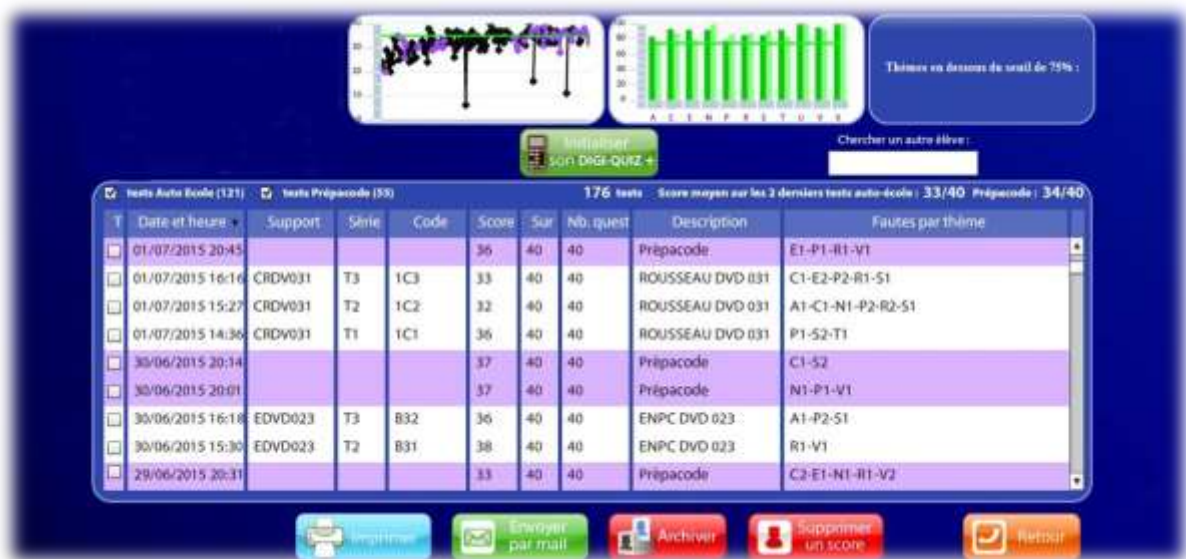 Thèmes en dessous du seuil de 75% :
A C E N P R S T U V X
Initialiser
son DIGI-QUIZ +
Chercher un autre élève :
tests Auto Ecole (121) tests Prépacode (55) 176 tests Score moyen sur les 3 derniers tests auto-école : 33/40 Prépacode : 34/40
T Date et heure Support Série Code Score Sur Nb. quest Description Fautes par thème
01/07/2015 20:45 36 40 40 Prépacode E1-P1-R1-V1
01/07/2015 16:16 CRDV031 T3 1C3 33 40 40 ROUSSEAU DVD 031 C1-E2-P2-R1-S1
01/07/2015 15:27 CRDV031 T2 1C2 32 40 40 ROUSSEAU DVD 031 A1-C1-N1-P2-R2-S1
01/07/2015 14:36 CRDV031 T1 1C1 36 40 40 ROUSSEAU DVD 031 P1-S2-T1
30/06/2015 20:14 37 40 40 Prépacode C1-S2
30/06/2015 20:01 37 40 40 Prépacode N1-P1-V1
30/06/2015 16:18 EDVD023 T3 B32 36 40 40 ENPC DVD 023 A1-P2-S1
30/06/2015 15:30 EDVD023 T2 B31 38 40 40 ENPC DVD 023 R1-V1
29/06/2015 20:31 33 40 40 Prépacode C2-E1-N1-R1-V2
Imprimer Envoyer par mail Archiver Supprimer un score Retour